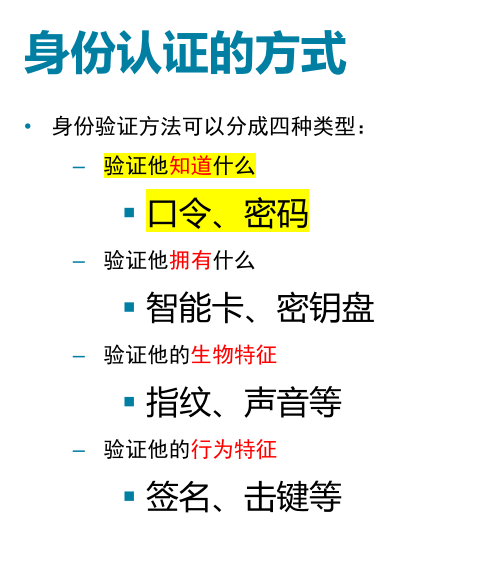 身份认证的方式
• 身份验证方法可以分成四种类型：
– 验证他知道什么
▪ 口令、密码
– 验证他拥有什么
▪ 智能卡、密钥盘
– 验证他的生物特征
▪ 指纹、声音等
– 验证他的行为特征
▪ 签名、击键等